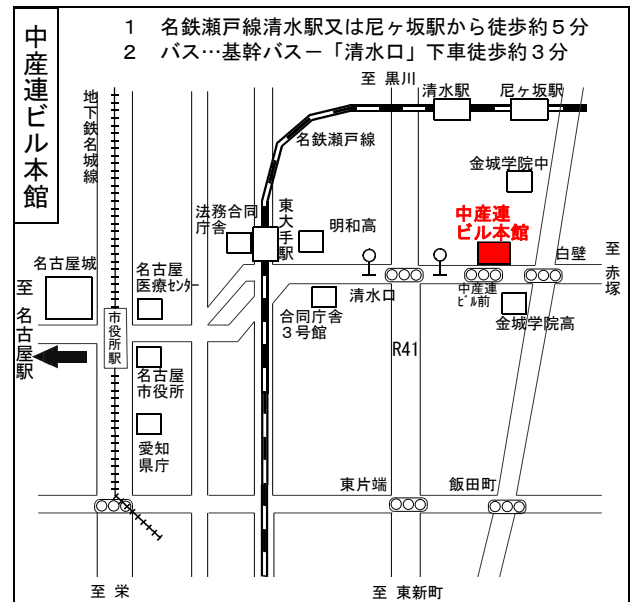 中産連ビル本館
1　名鉄瀬戸線清水駅又は尼ヶ坂駅から徒歩約５分
2　バス…基幹バスー「清水口」下車徒歩約３分
至 黒川
清水駅
尼ヶ坂駅
地下鉄名城線
名鉄瀬戸線
金城学院中
法務合同
庁舎
東大手駅
明和高
中産連
ビル本館
白壁
至 赤塚
名古屋城
名古屋
医療センター
清水口
中産連
ビル前
金城学院高
至 名古屋駅
市役所駅
合同庁舎
３号館
R41
名古屋
市役所
愛知
県庁
東片端
飯田町
至 栄
至 東新町